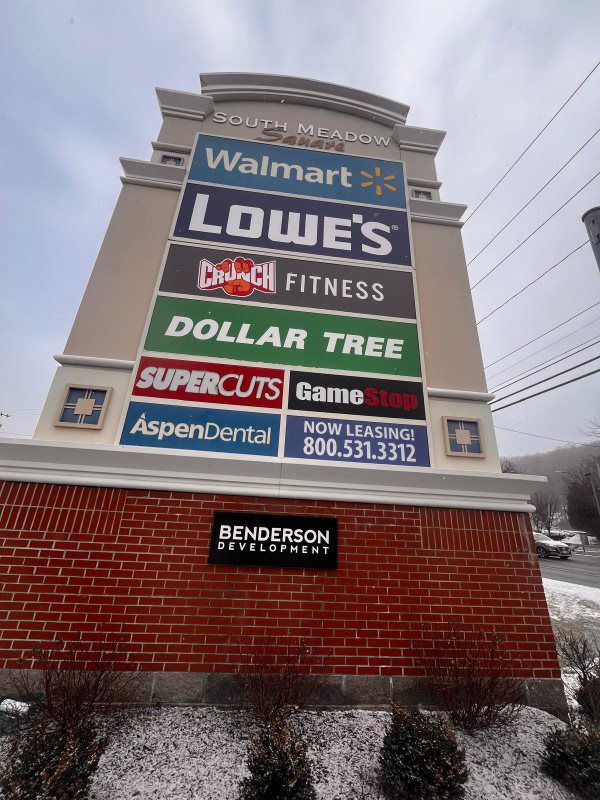 SOUTH MEADOW
Square
Walmart
LOWE'S
CRUNCH FITNESS
DOLLAR TREE
SUPERCUTS
GameStop
AspenDental
NOW LEASING!
800.531.3312
BENDERSON
DEVELOPMENT